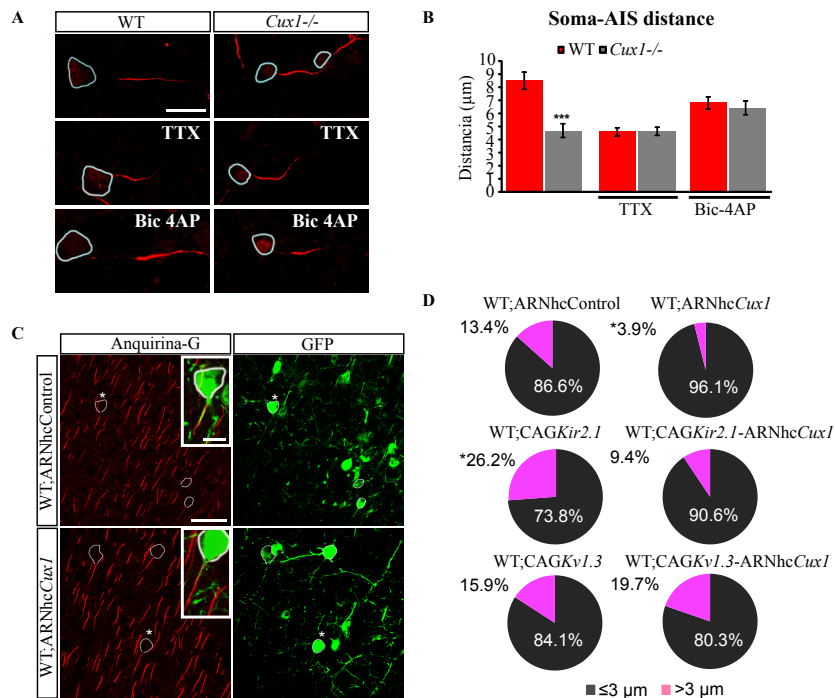 A
WT
Cux1-/-
TTX
TTX
Bic 4AP
Bic 4AP
B
Soma-AIS distance
WT
Cux1-/-
Distancia (µm)
10
9
8
7
6
5
4
3
2
1
0
***
TTX
Bic-4AP
C
Anquirina-G
GFP
WT;ARNhcControl
*
*
WT;ARNhcCux1
*
*
D
WT;ARNhcControl
13.4%
86.6%
WT;ARNhcCux1
*3.9%
96.1%
WT;CAGKir2.1
*26.2%
73.8%
WT;CAGKir2.1-ARNhcCux1
9.4%
90.6%
WT;CAGKv1.3
15.9%
84.1%
WT;CAGKv1.3-ARNhcCux1
19.7%
80.3%
≤3 µm
>3 µm